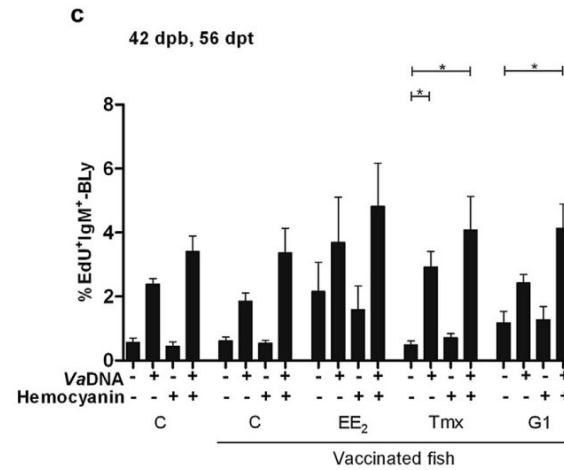 c
42 dpb, 56 dpt
* *
*
8
6
4
2
0
% EdU⁺IgM⁺-BLy
VaDNA - + - + - + - + - + - + - + - + - + - +
Hemocyanin - - + + - - + + - - + + - - + + - - + +
C C EE₂ Tmx G1
Vaccinated fish